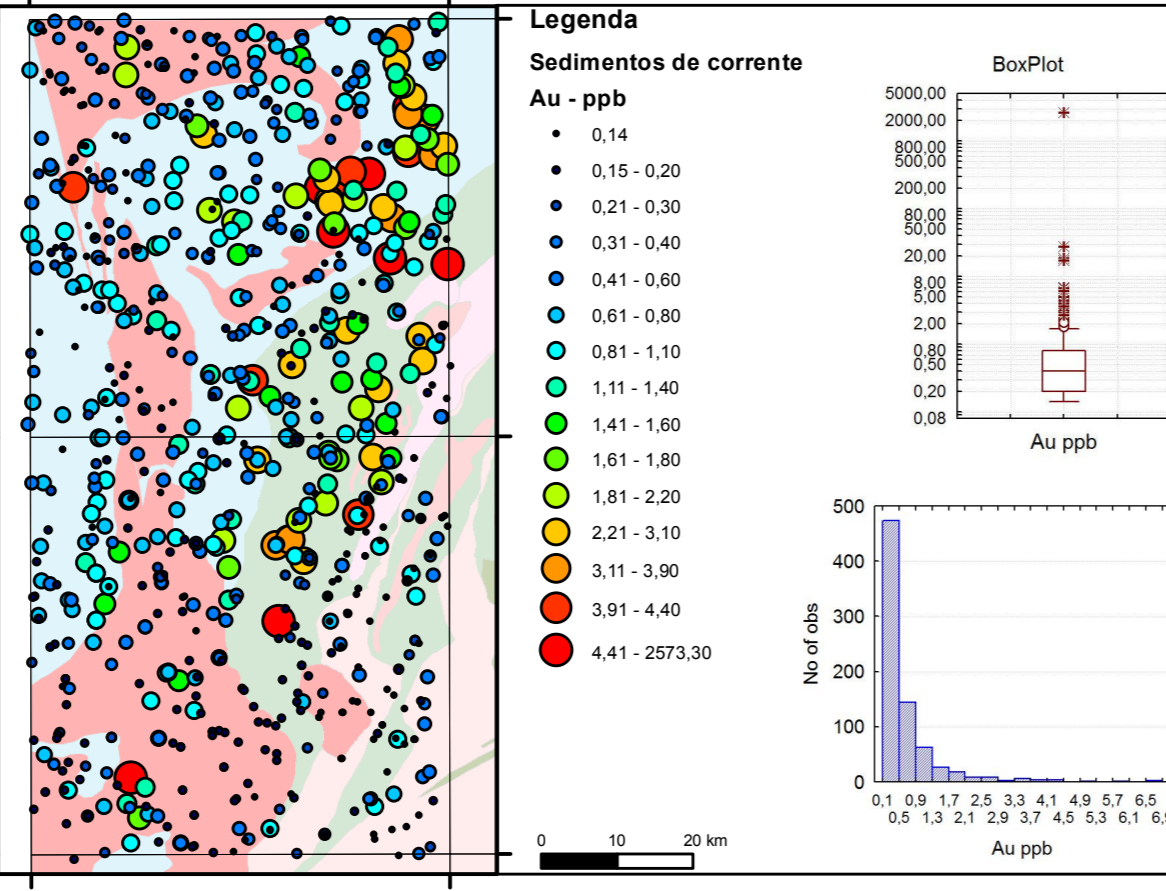 Legenda
Sedimentos de corrente
Au - ppb
0,14
0,15 - 0,20
0,21 - 0,30
0,31 - 0,40
0,41 - 0,60
0,61 - 0,80
0,81 - 1,10
1,11 - 1,40
1,41 - 1,60
1,61 - 1,80
1,81 - 2,20
2,21 - 3,10
3,11 - 3,90
3,91 - 4,40
4,41 - 2573,30
0 10 20 km
BoxPlot
5000,00
2000,00
800,00
500,00
200,00
80,00
50,00
20,00
8,00
5,00
2,00
0,80
0,50
0,20
0,08
Au ppb
No of obs
500
400
300
200
100
0
0,1 0,9 1,7 2,5 3,3 4,1 4,9 5,7 6,5
0,5 1,3 2,1 2,9 3,7 4,5 5,3 6,1
Au ppb